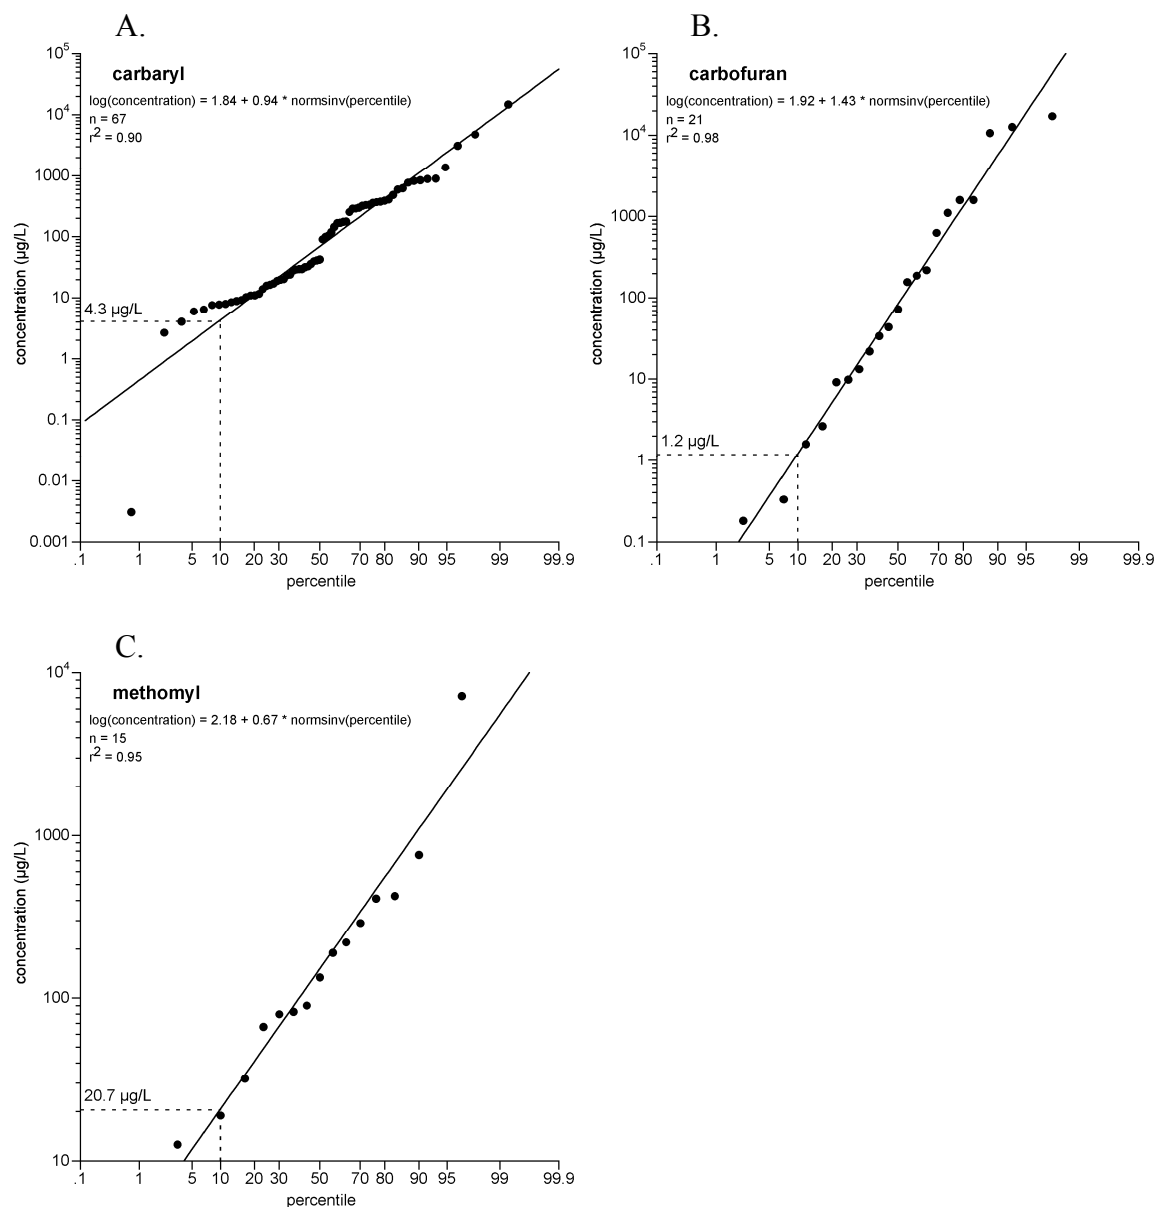 A.
carbaryl
log(concentration) = 1.84 + 0.94 * normsinv(percentile)
n = 67
r2 = 0.90
10^5
10^4
1000
100
10
1
0.1
0.01
0.001
concentration (µg/L)
4.3 µg/L
.1 1 5 10 20 30 50 70 80 90 95 99 99.9
percentile
B.
carbofuran
log(concentration) = 1.92 + 1.43 * normsinv(percentile)
n = 21
r2 = 0.98
10^5
10^4
1000
100
10
1
0.1
concentration (µg/L)
1.2 µg/L
.1 1 5 10 20 30 50 70 80 90 95 99 99.9
percentile
C.
methomyl
log(concentration) = 2.18 + 0.67 * normsinv(percentile)
n = 15
r2 = 0.95
10^4
1000
100
10
concentration (µg/L)
20.7 µg/L
.1 1 5 10 20 30 50 70 80 90 95 99 99.9
percentile